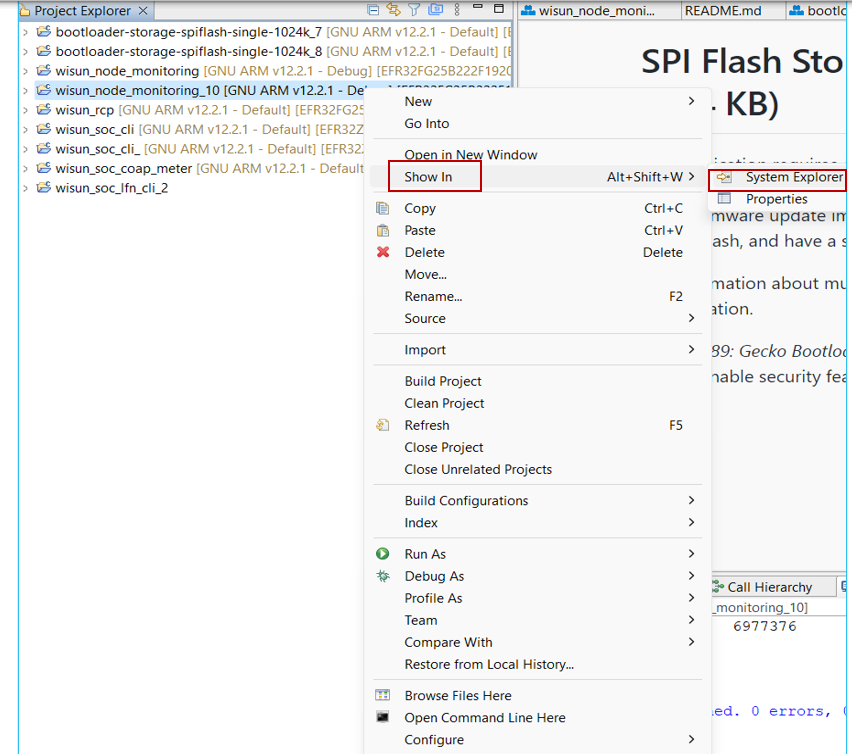 Project Explorer
wisun_node_moni...
README.md
bootlo
bootloader-storage-spiflash-single-1024k_7 [GNU ARM v12.2.1 - Default] [E
bootloader-storage-spiflash-single-1024k_8 [GNU ARM v12.2.1 - Default] [E
wisun_node_monitoring [GNU ARM v12.2.1 - Debug] [EFR32FG25B222F1920
wisun_node_monitoring_10 [GNU ARM v12.2.1 - De
wisun_rcp [GNU ARM v12.2.1 - Default] [EFR32FG25
wisun_soc_cli [GNU ARM v12.2.1 - Default] [EFR32Z
wisun_soc_cli_ [GNU ARM v12.2.1 - Default] [EFR32
wisun_soc_coap_meter [GNU ARM v12.2.1 - Default
wisun_soc_lfn_cli_2
SPI Flash Sto
KB)
New
Go Into
Open in New Window
Show In Alt+Shift+W
Copy Ctrl+C
Paste Ctrl+V
Delete Delete
Move...
Rename... F2
Source
Import
Build Project
Clean Project
Refresh F5
Close Project
Close Unrelated Projects
Build Configurations
Index
Run As
Debug As
Profile As
Team
Compare With
Restore from Local History...
Browse Files Here
Open Command Line Here
Configure
System Explorer
Properties
ication requires
mware update im
ash, and have a s
mation about mu
ation.
89: Gecko Bootloa
nable security fea
Call Hierarchy
_monitoring_10]
6977376
ed. 0 errors, 0